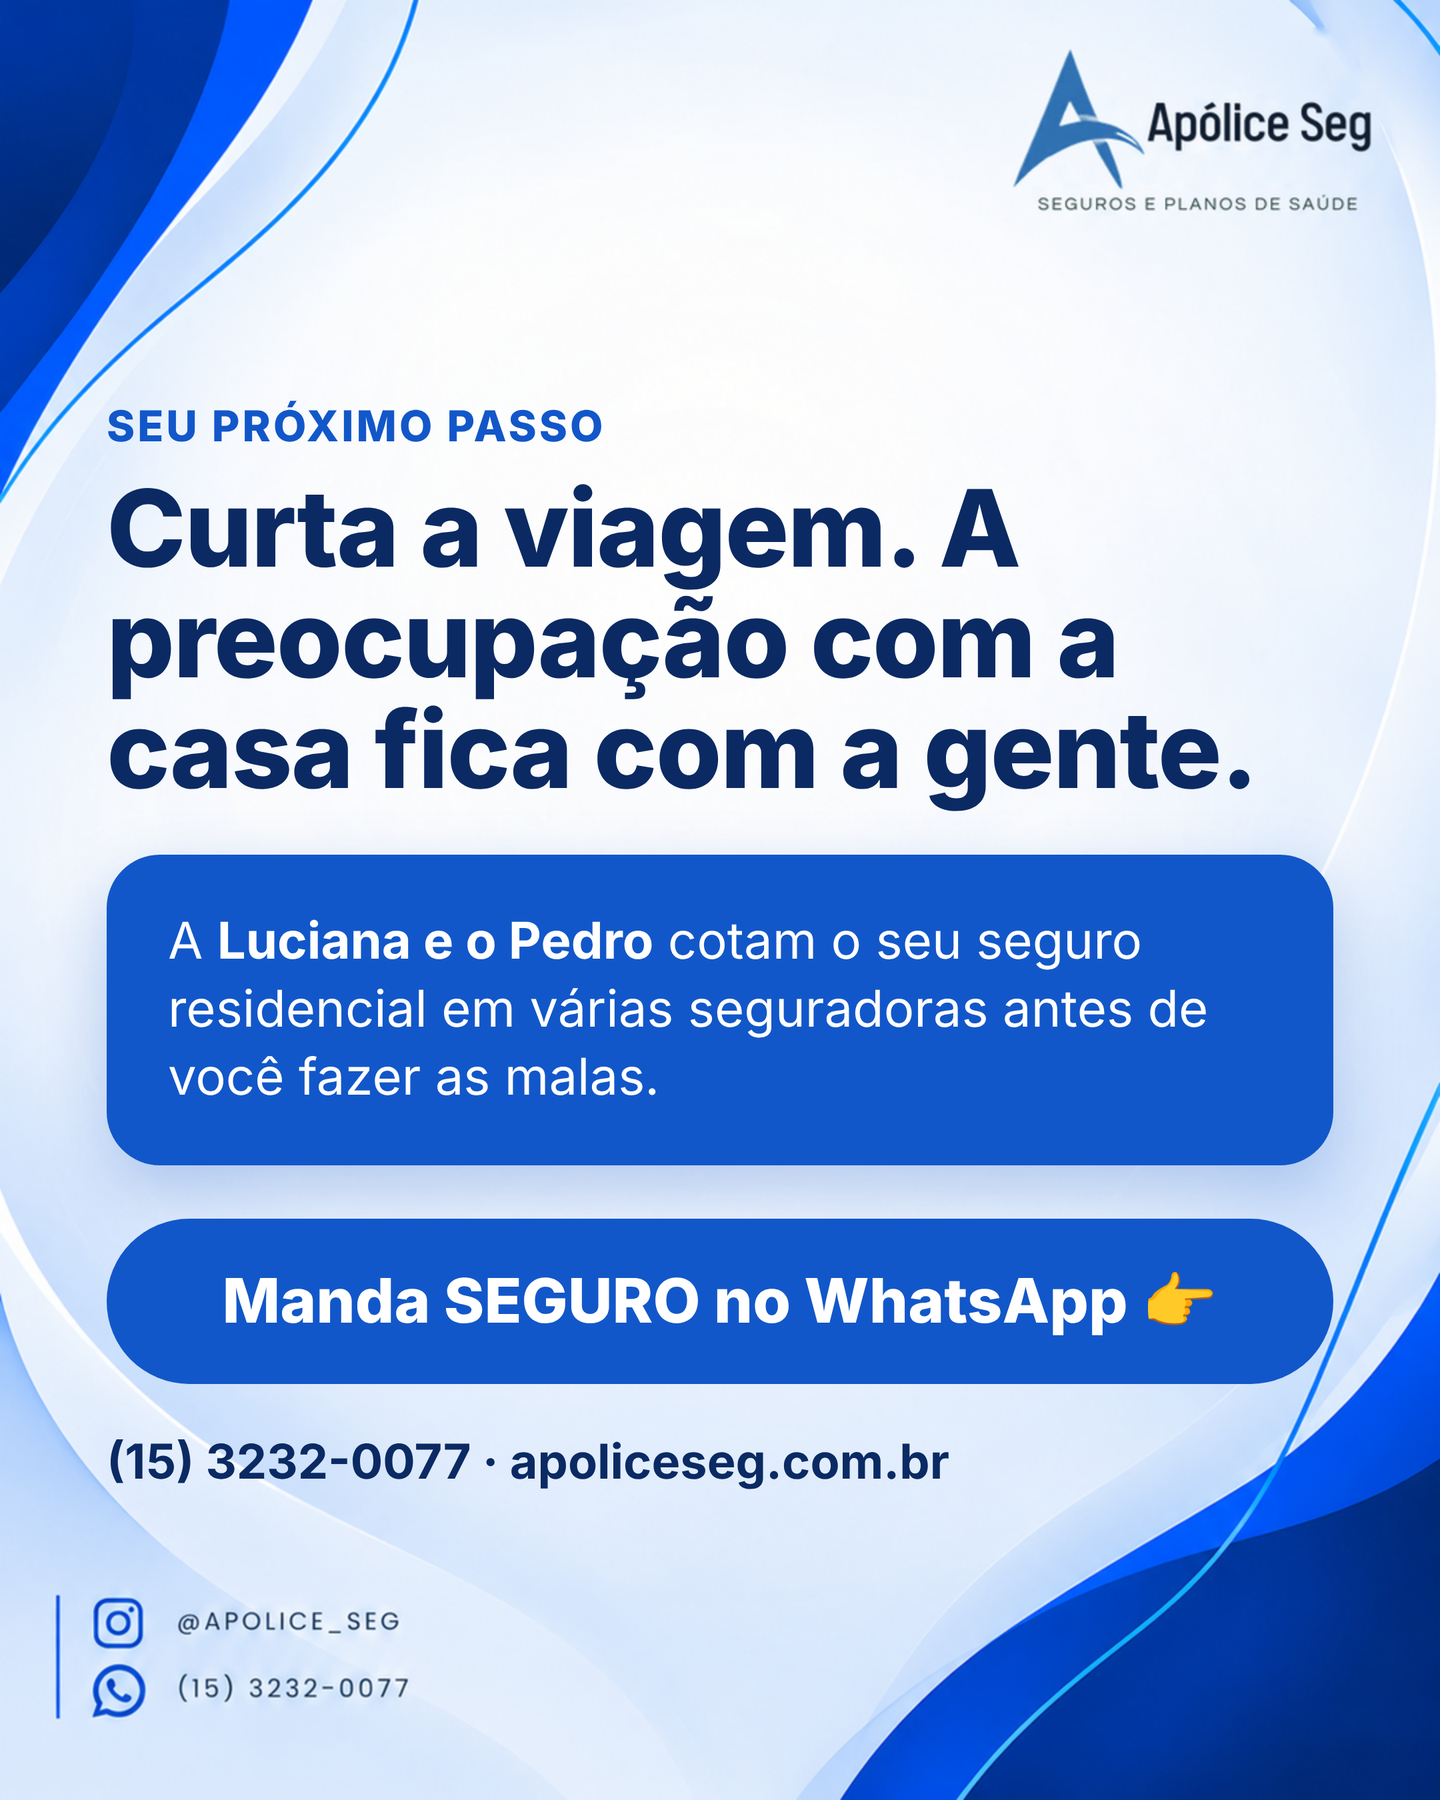 Apólice Seg
SEGUROS E PLANOS DE SAÚDE
SEU PRÓXIMO PASSO
Curta a viagem. A
preocupação com a
casa fica com a gente.
A Luciana e o Pedro cotam o seu seguro
residencial em várias seguradoras antes de
você fazer as malas.
Manda SEGURO no WhatsApp 👉
(15) 3232-0077 · apoliceseg.com.br
@APOLICE_SEG
(15) 3232-0077